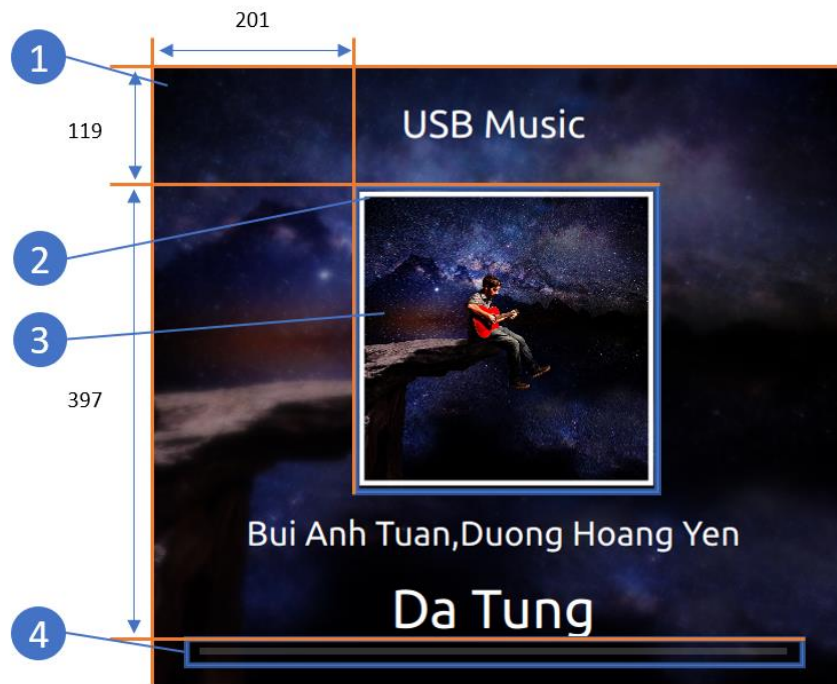 201
1
119
USB Music
2
3
397
Bui Anh Tuan,Duong Hoang Yen
Da Tung
4